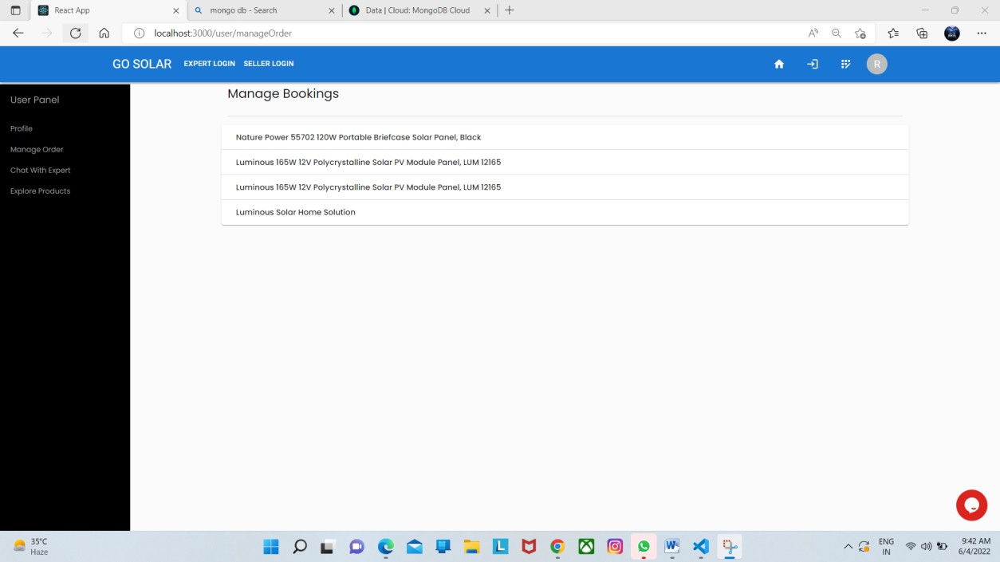 React App
mongo db - Search
Data | Cloud: MongoDB Cloud
localhost:3000/user/manageOrder
GO SOLAR EXPERT LOGIN SELLER LOGIN
R
User Panel
Profile
Manage Order
Chat With Expert
Explore Products
Manage Bookings
Nature Power 55702 120W Portable Briefcase Solar Panel, Black
Luminous 165W 12V Polycrystalline Solar PV Module Panel, LUM 12165
Luminous 165W 12V Polycrystalline Solar PV Module Panel, LUM 12165
Luminous Solar Home Solution
35°C
Haze
L
W
ENG
IN
9:42 AM
6/4/2022